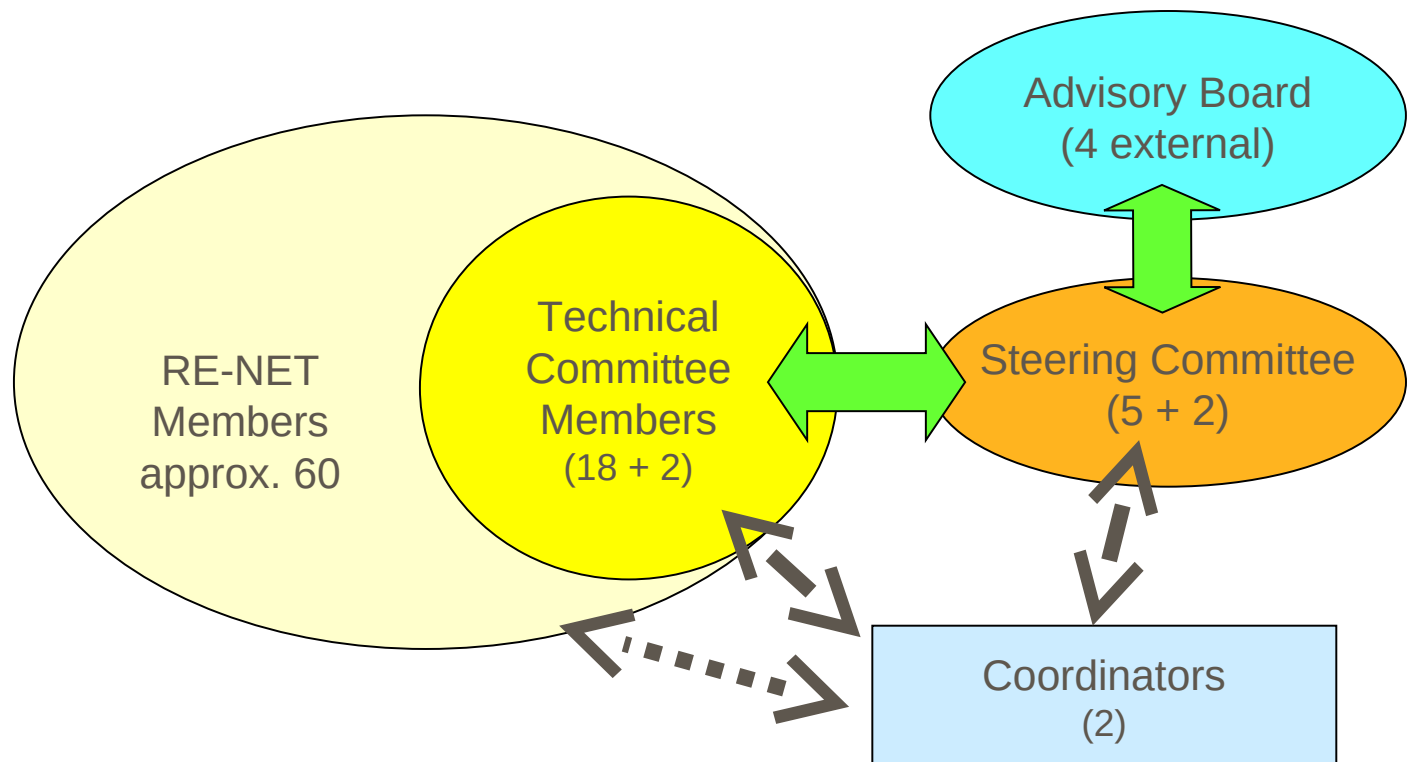 Advisory Board
(4 external)
Technical
Committee
Members
(18 + 2)
RE-NET
Members
approx. 60
Steering Committee
(5 + 2)
Coordinators
(2)